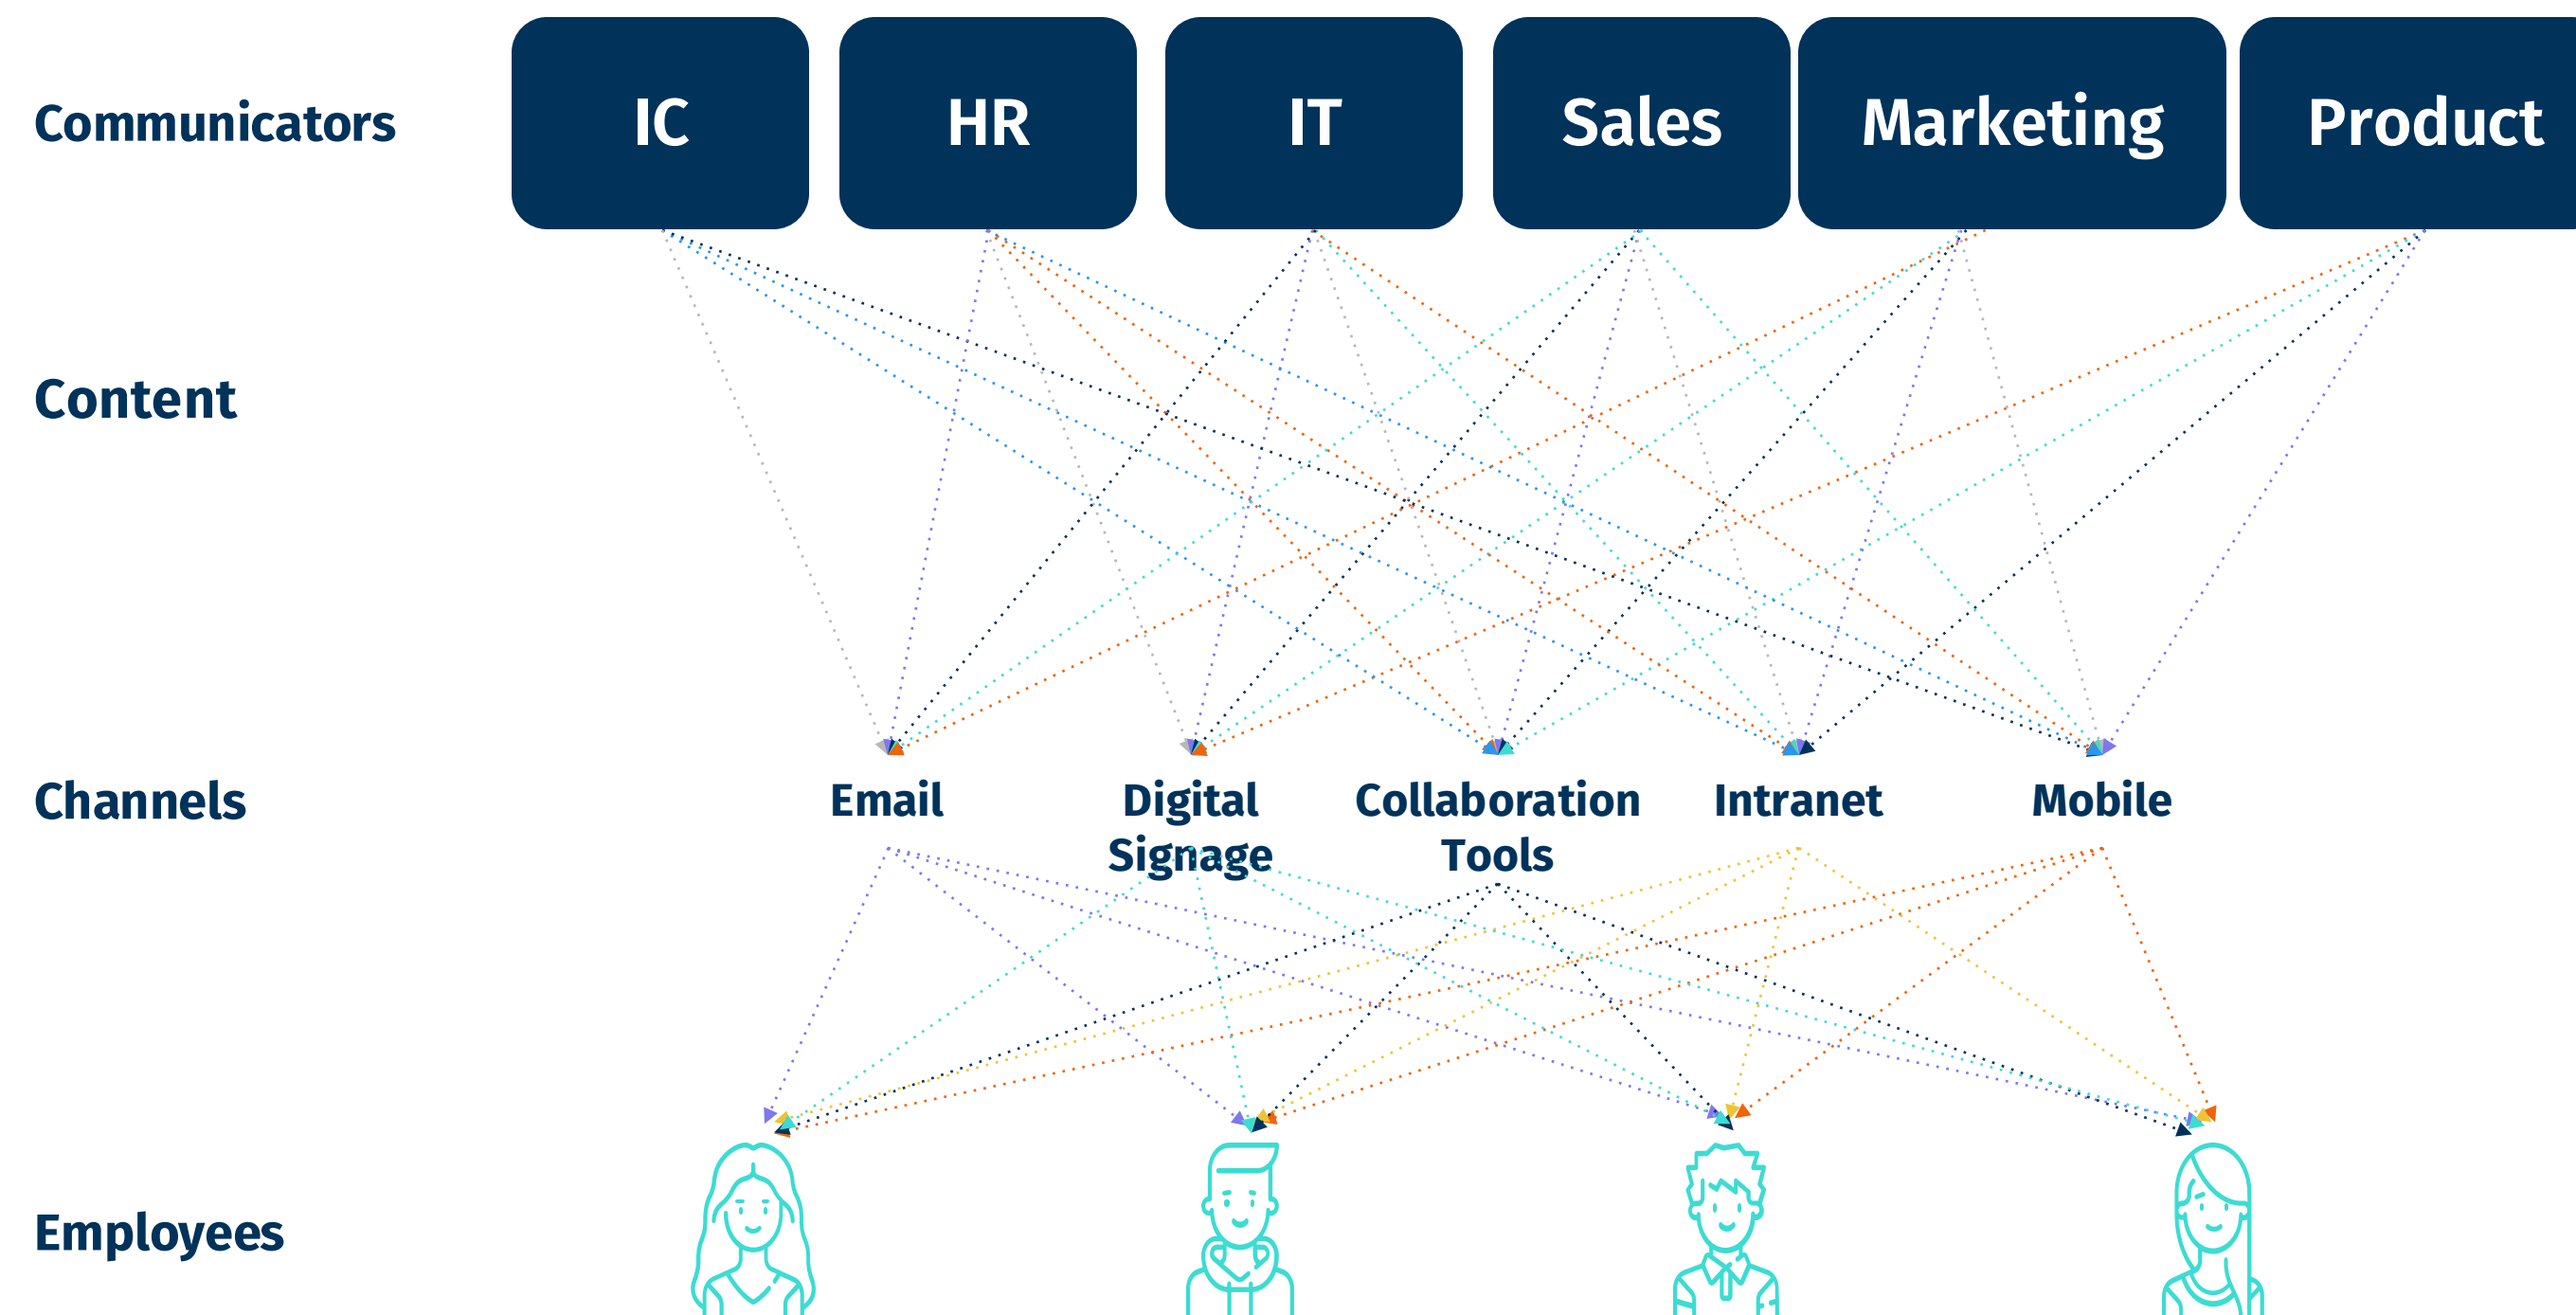 Communicators
IC
HR
IT
Sales
Marketing
Product
Content
Channels
Email
Digital
Signage
Collaboration
Tools
Intranet
Mobile
Employees